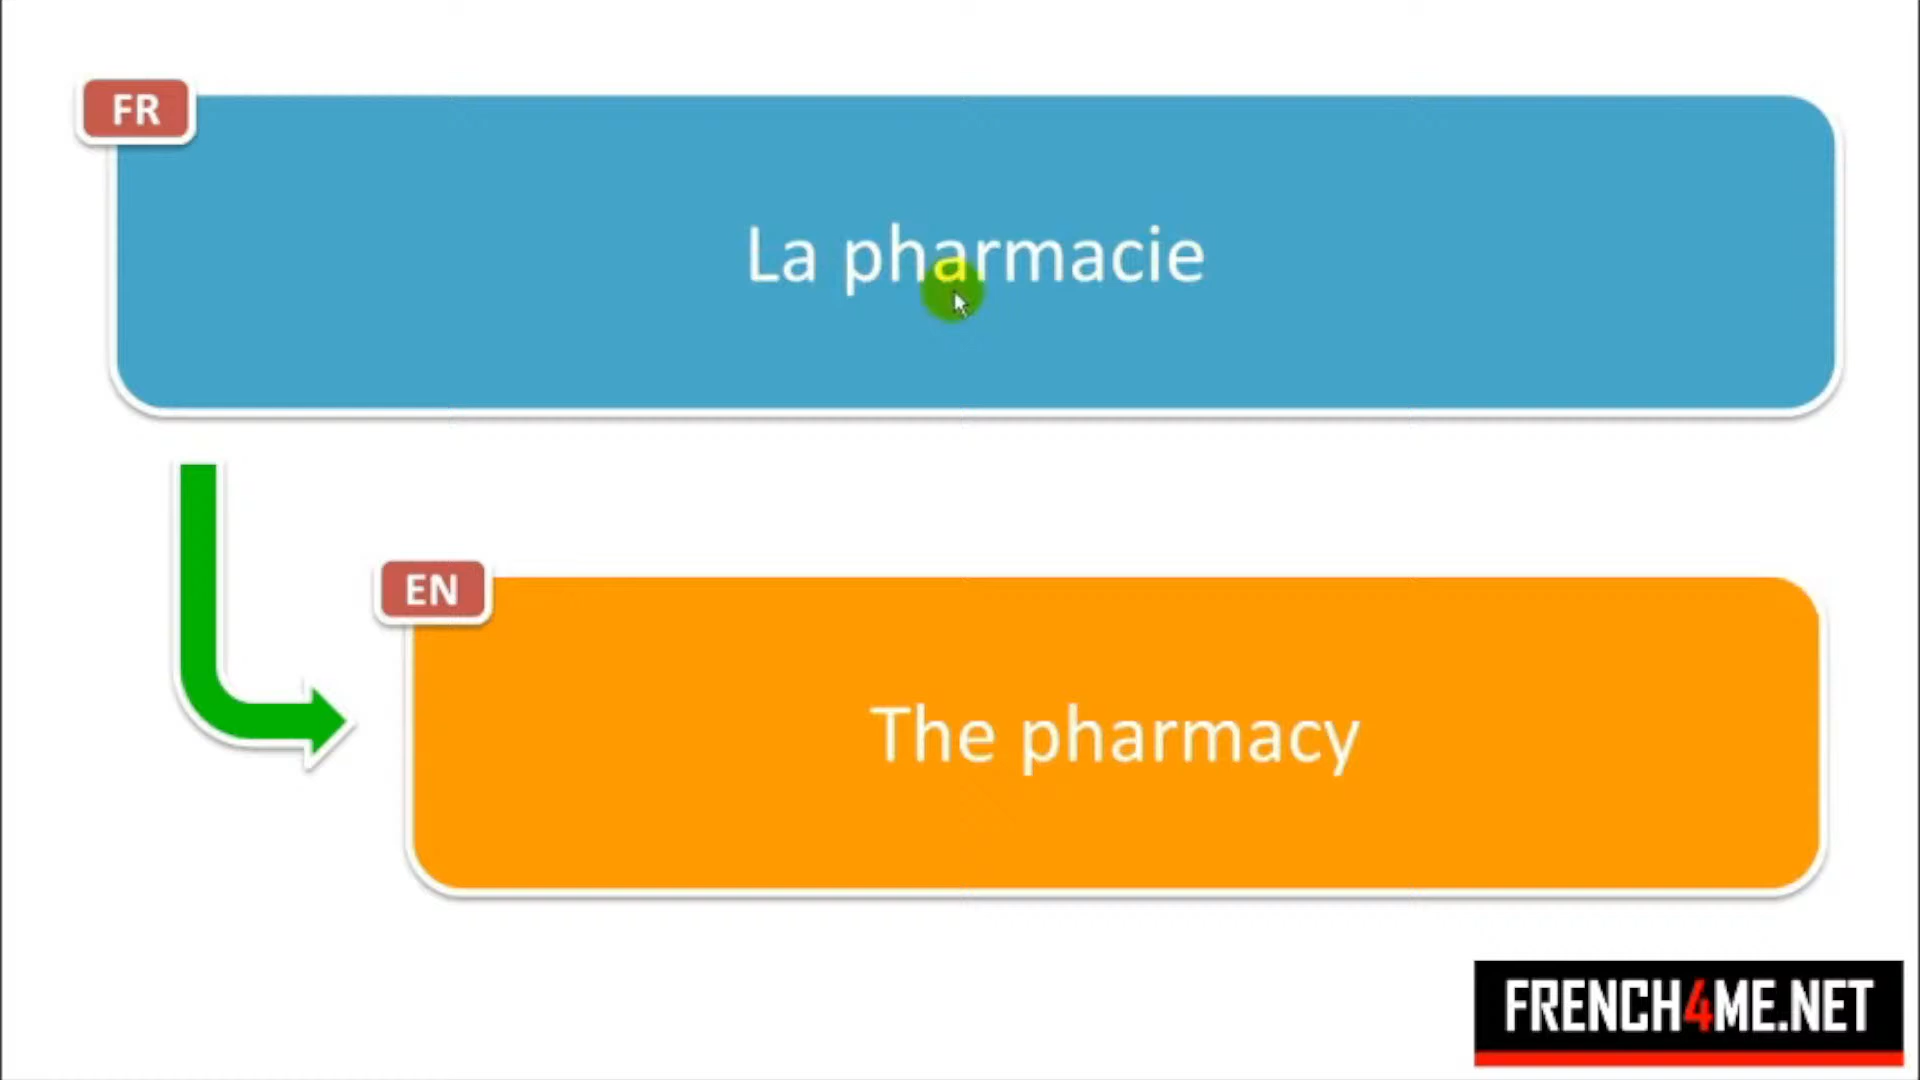 FR
La pharmacie
EN
The pharmacy
FRENCH4ME.NET